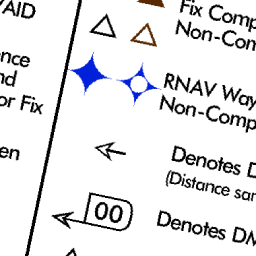 /AID
ence
nd
or Fix
en
Fix Comp
Non-Com
RNAV Way
Non-Comp
Denotes D
(Distance sam
00
Denotes DM